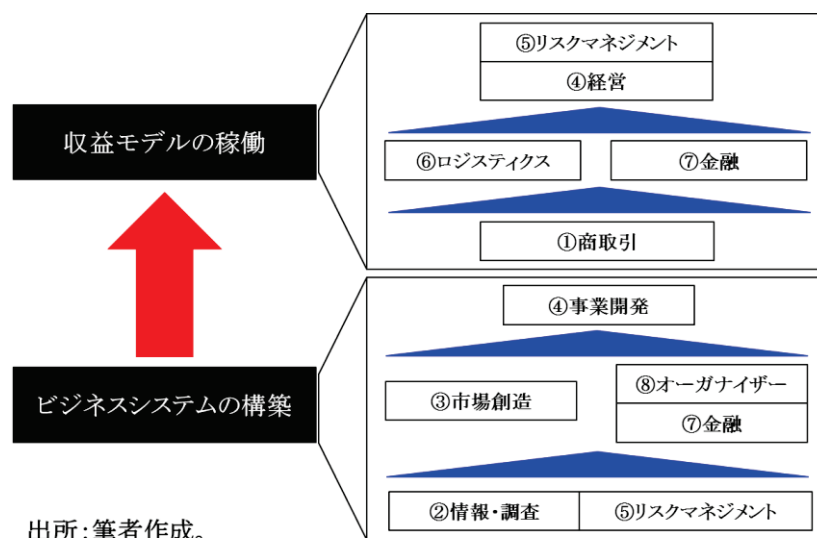 ⑤リスクマネジメント
④経営
収益モデルの稼働
⑥ロジスティクス
⑦金融
①商取引
④事業開発
ビジネスシステムの構築
③市場創造
⑧オーガナイザー
⑦金融
②情報・調査
⑤リスクマネジメント
出所:筆者作成。